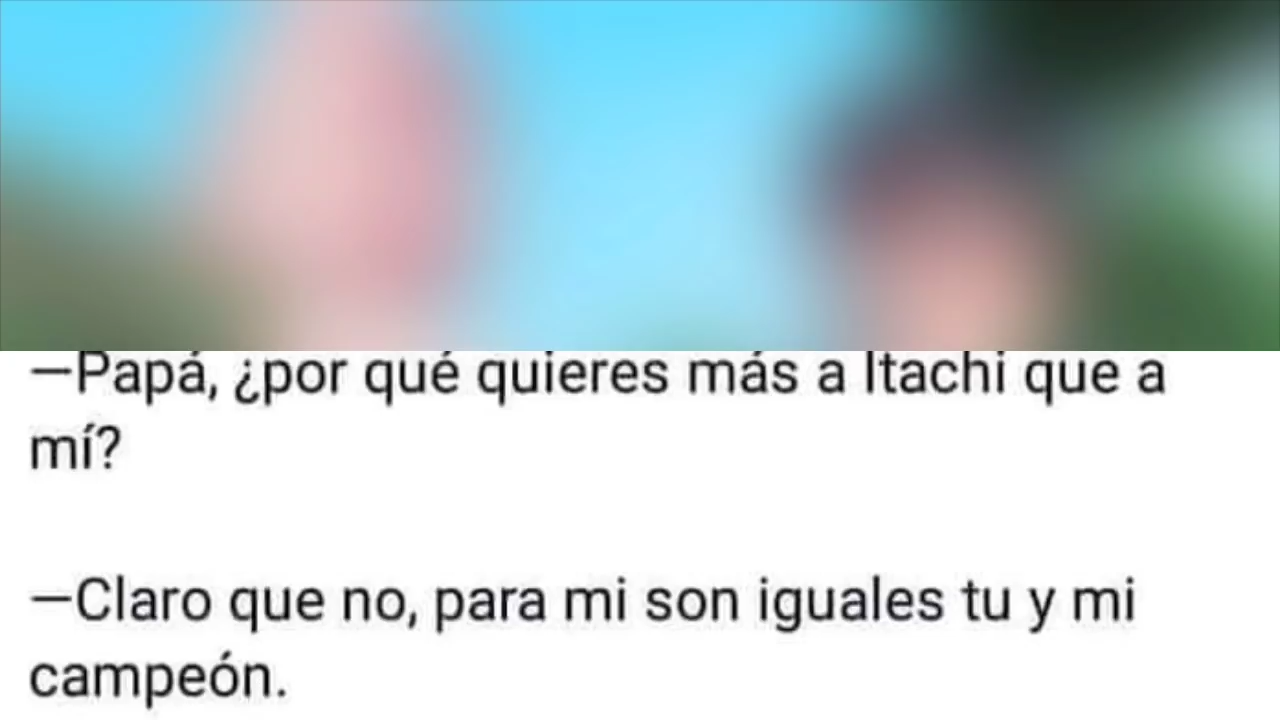 —Papá, ¿por qué quieres más a Itachi que a
mí?
—Claro que no, para mi son iguales tu y mi
campeón.